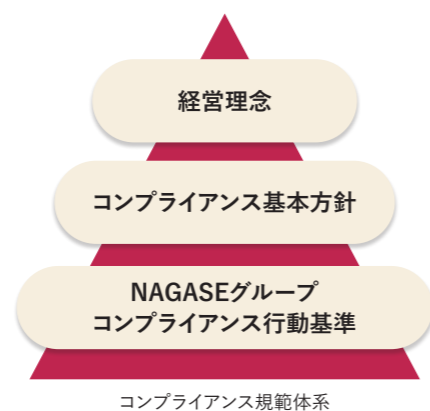 経営理念
コンプライアンス基本方針
NAGASEグループ
コンプライアンス行動基準
コンプライアンス規範体系